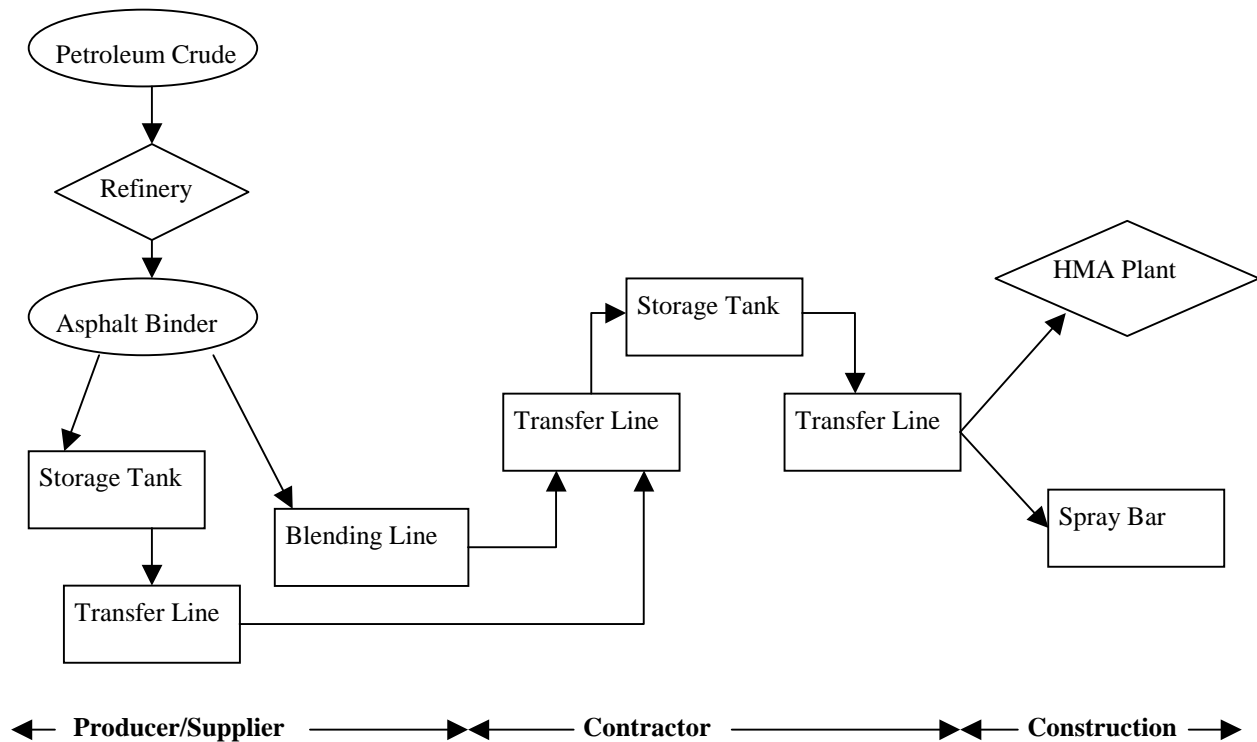 Petroleum Crude
Refinery
Asphalt Binder
Storage Tank
Transfer Line
Blending Line
Transfer Line
Storage Tank
Transfer Line
HMA Plant
Spray Bar
Producer/Supplier
Contractor
Construction